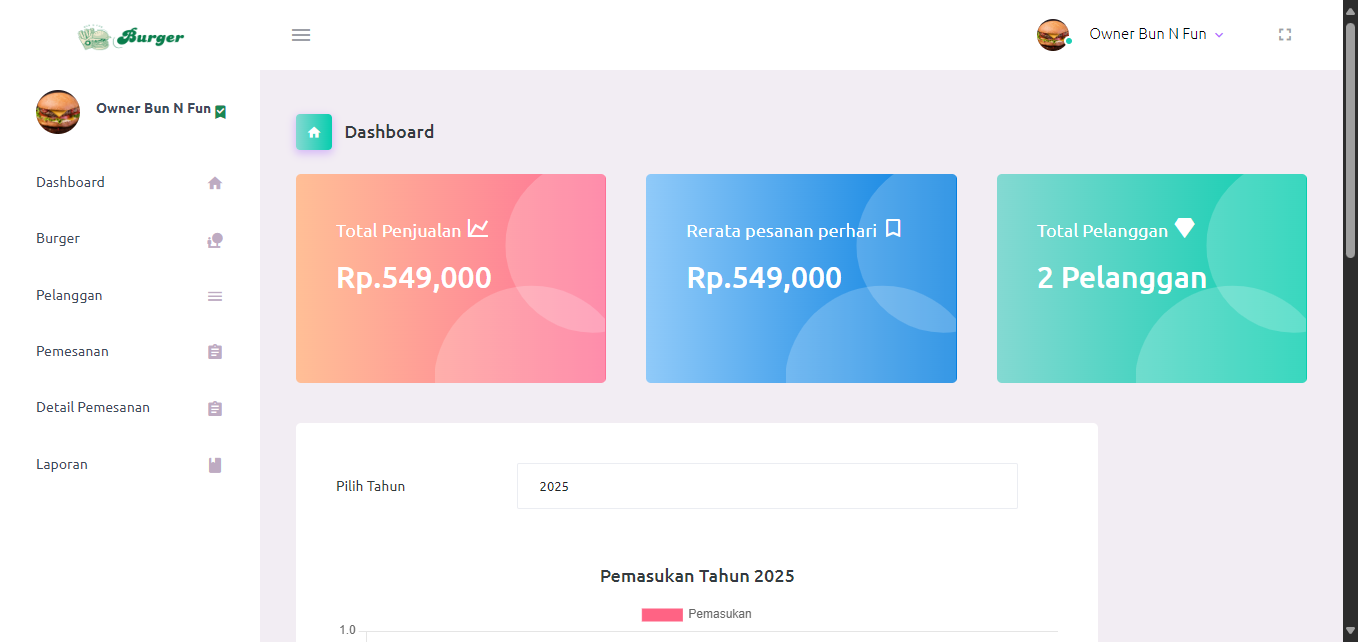 Burger
Owner Bun N Fun
Owner Bun N Fun
Dashboard
Burger
Pelanggan
Pemesanan
Detail Pemesanan
Laporan
Dashboard
Total Penjualan
Rp.549,000
Rerata pesanan perhari
Rp.549,000
Total Pelanggan
2 Pelanggan
Pilih Tahun
2025
Pemasukan Tahun 2025
Pemasukan
1.0